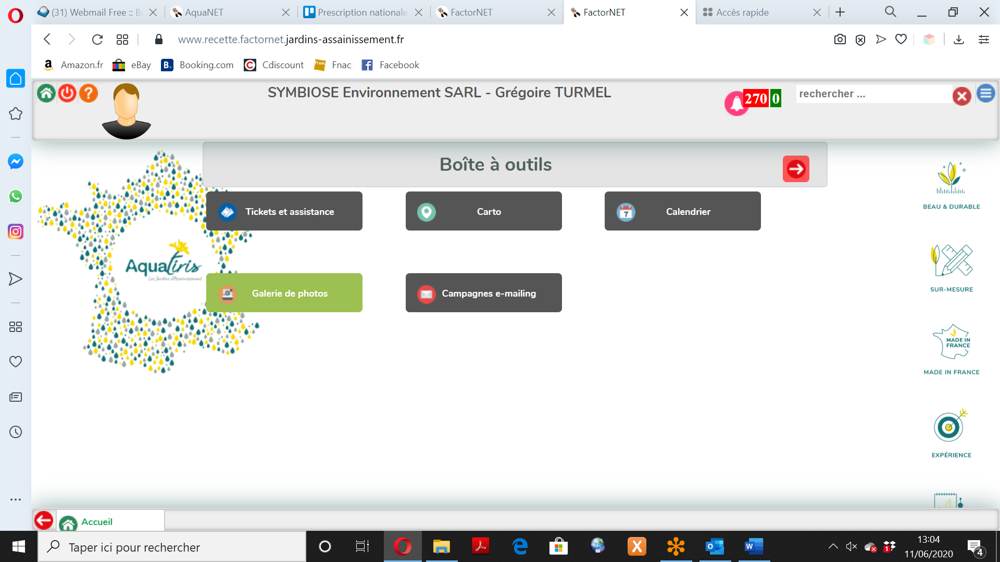 (31) Webmail Free :: Bo
AquaNET
Prescription nationale
FactorNET
FactorNET
Accès rapide
www.recette.factornet.jardins-assainissement.fr
Amazon.fr
eBay
Booking.com
Cdiscount
Fnac
Facebook
SYMBIOSE Environnement SARL - Grégoire TURMEL
270 0
rechercher ...
Boîte à outils
Tickets et assistance
Carto
Calendrier
Galerie de photos
Campagnes e-mailing
Aquatiris
Les Jardins d'Assainissement
BEAU & DURABLE
SUR-MESURE
MADE IN
FRANCE
MADE IN FRANCE
EXPÉRIENCE
Accueil
Taper ici pour rechercher
13:04
11/06/2020
4